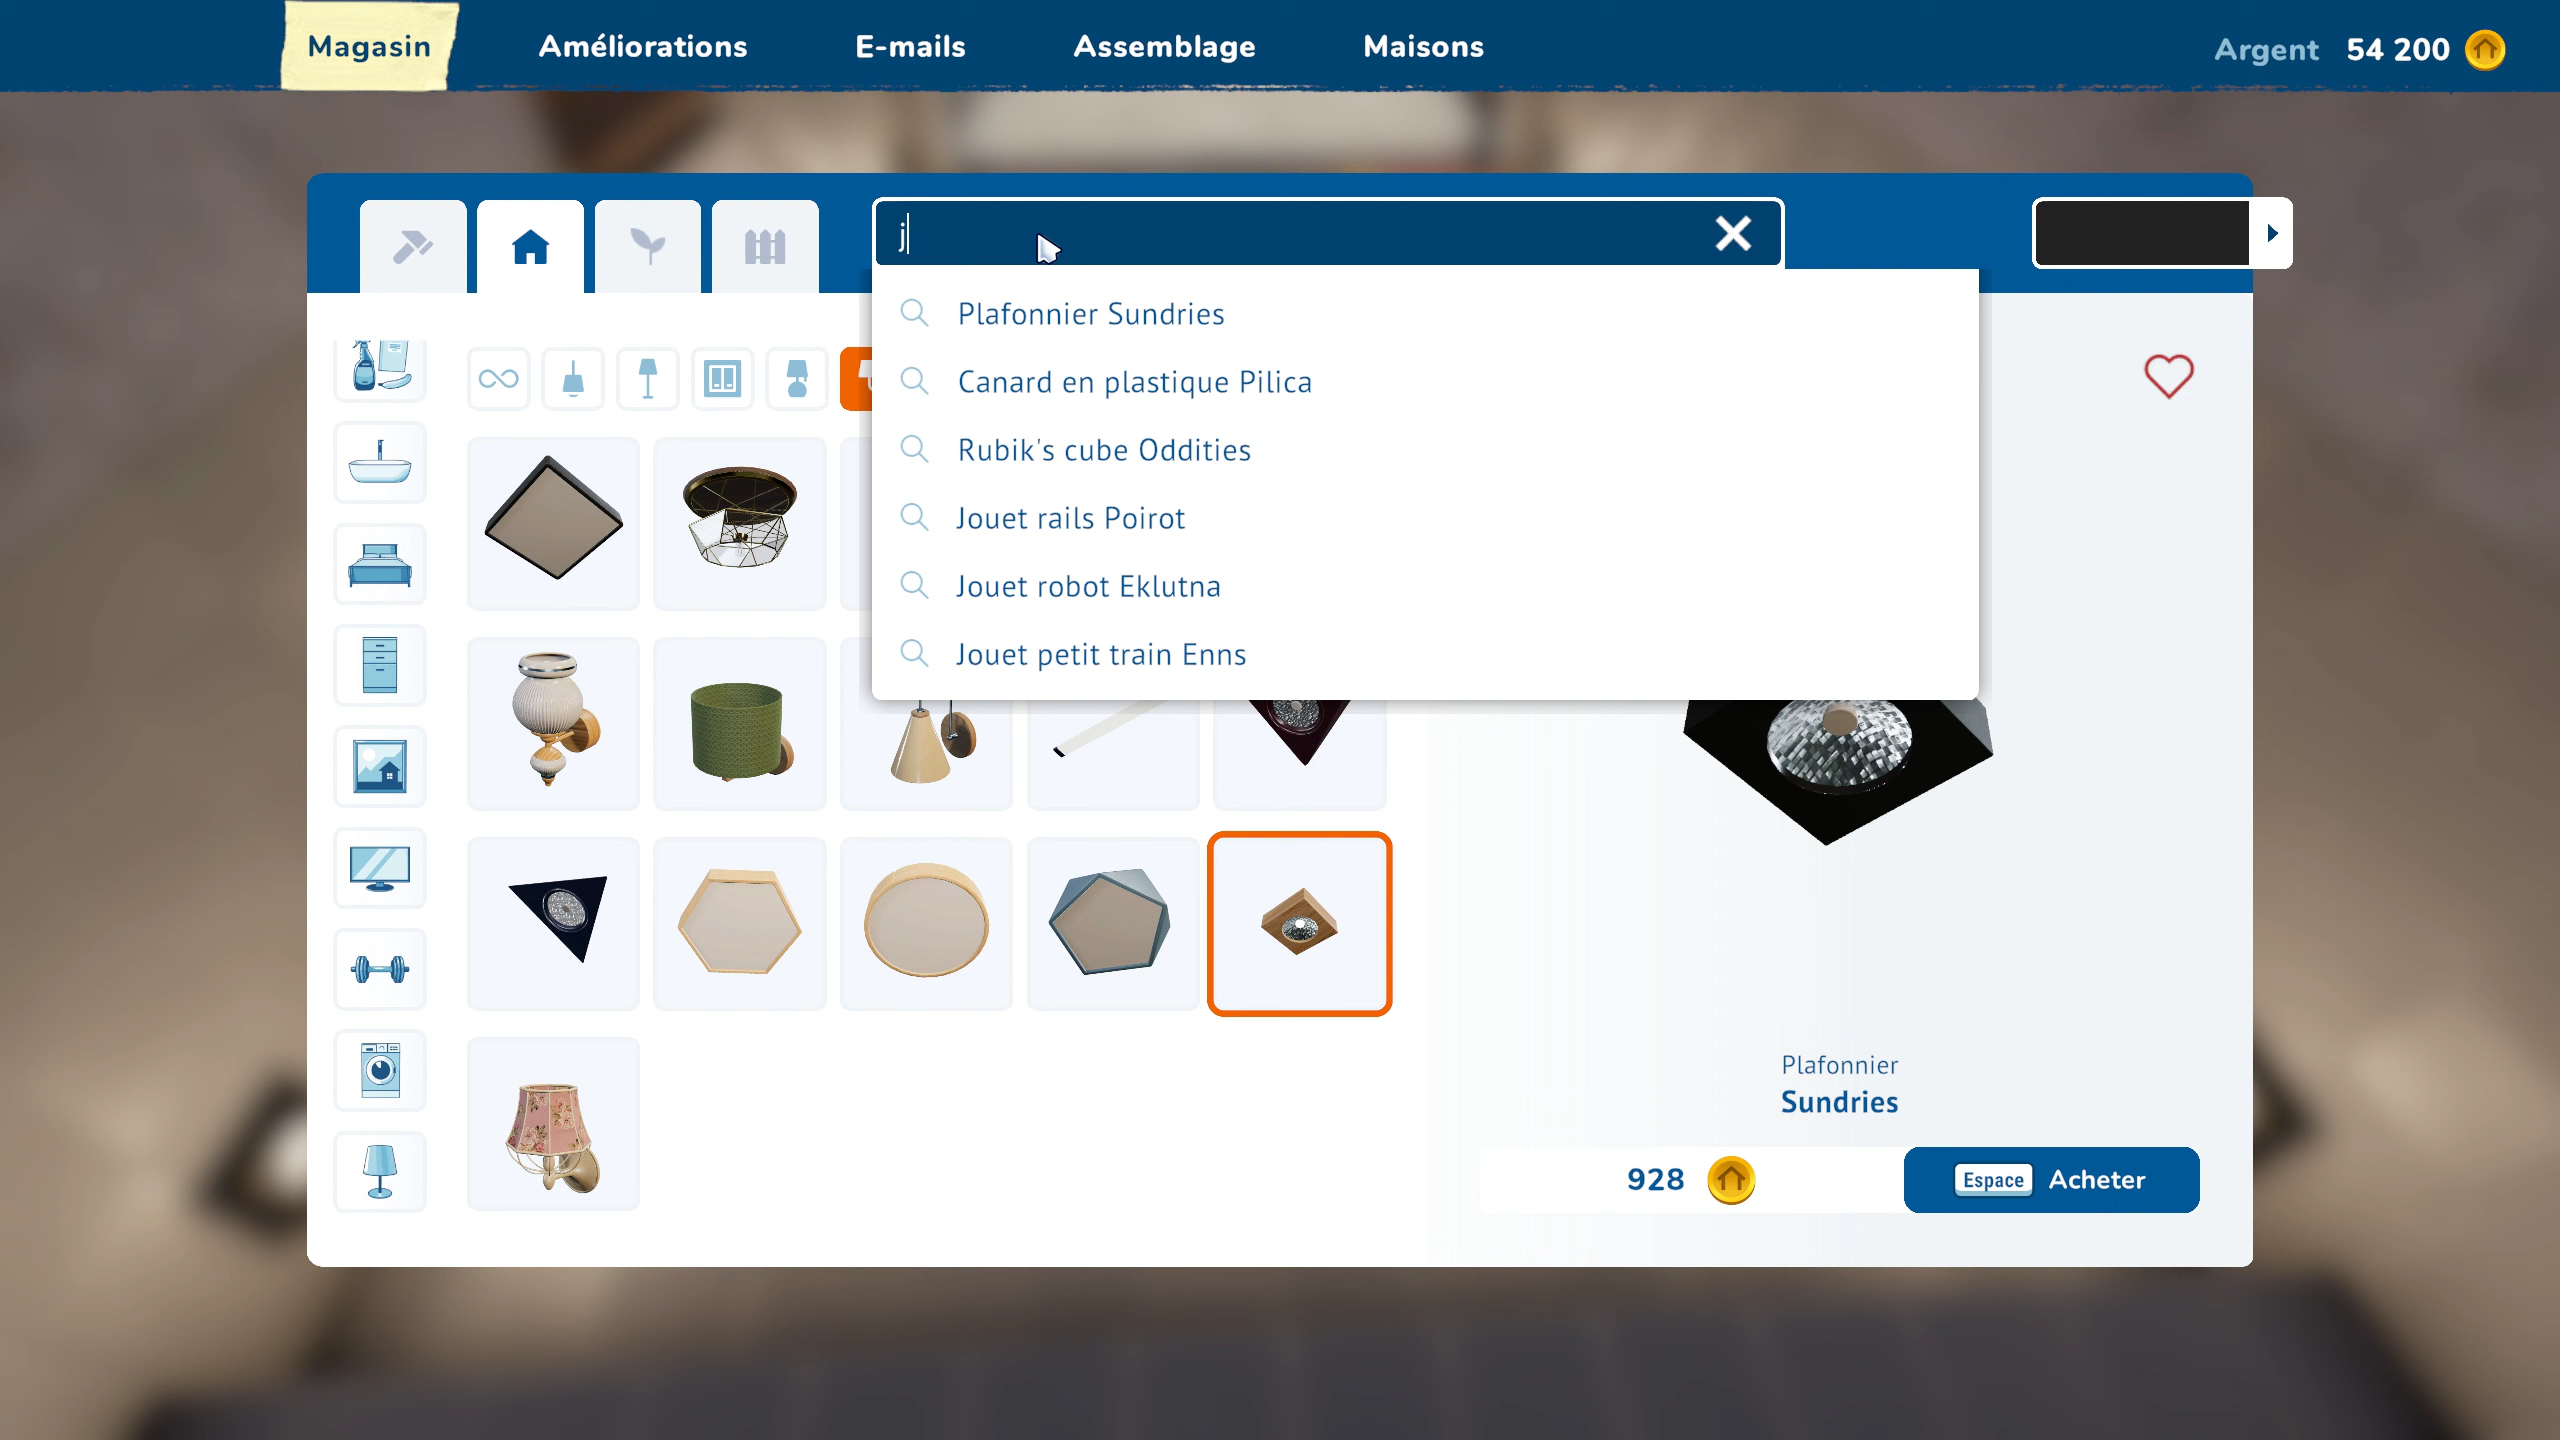 Magasin
Améliorations
E-mails
Assemblage
Maisons
Argent 54 200
j
Plafonnier Sundries
Canard en plastique Pilica
Rubik's cube Oddities
Jouet rails Poirot
Jouet robot Eklutna
Jouet petit train Enns
Plafonnier
Sundries
928
Espace Acheter